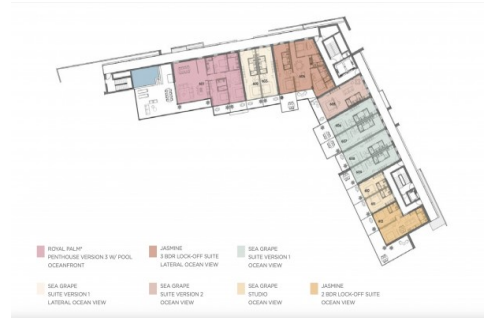 ROYAL PALM*
PENTHOUSE VERSION 3 W/ POOL
OCEANFRONT
JASMINE
3 BDR LOCK-OFF SUITE
LATERAL OCEAN VIEW
SEA GRAPE
SUITE VERSION 1
OCEAN VIEW
SEA GRAPE
SUITE VERSION 1
LATERAL OCEAN VIEW
SEA GRAPE
SUITE VERSION 2
OCEAN VIEW
SEA GRAPE
STUDIO
OCEAN VIEW
JASMINE
2 BDR LOCK-OFF SUITE
OCEAN VIEW